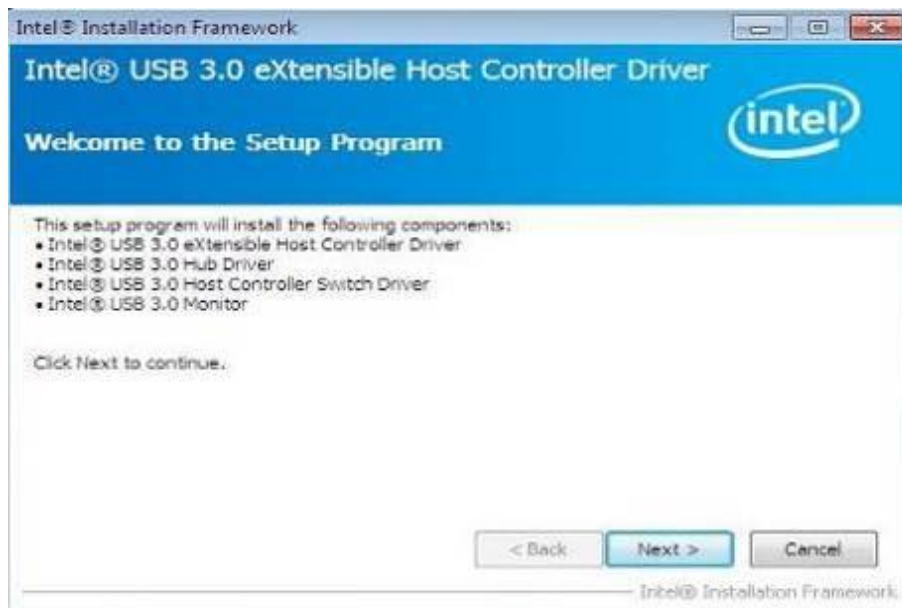 Intel® Installation Framework
Intel® USB 3.0 eXtensible Host Controller Driver
intel
Welcome to the Setup Program
This setup program will install the following components:
• Intel® USB 3.0 eXtensible Host Controller Driver
• Intel® USB 3.0 Hub Driver
• Intel® USB 3.0 Host Controller Switch Driver
• Intel® USB 3.0 Monitor
Click Next to continue.
< Back Next > Cancel
Intel® Installation Framework